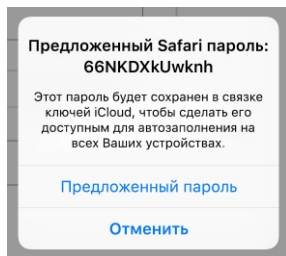 Предложенный Safari пароль:
66NKDXkUwknh
Этот пароль будет сохранен в связке
ключей iCloud, чтобы сделать его
доступным для автозаполнения на
всех Ваших устройствах.
Предложенный пароль
Отменить